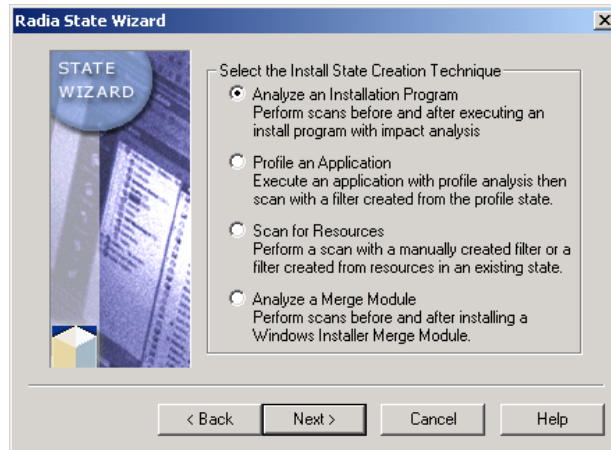 Radia State Wizard
STATE
WIZARD
Select the Install State Creation Technique
Analyze an Installation Program
Perform scans before and after executing an
install program with impact analysis
Profile an Application
Execute an application with profile analysis then
scan with a filter created from the profile state.
Scan for Resources
Perform a scan with a manually created filter or a
filter created from resources in an existing state.
Analyze a Merge Module
Perform scans before and after installing a
Windows Installer Merge Module.
< Back Next > Cancel Help